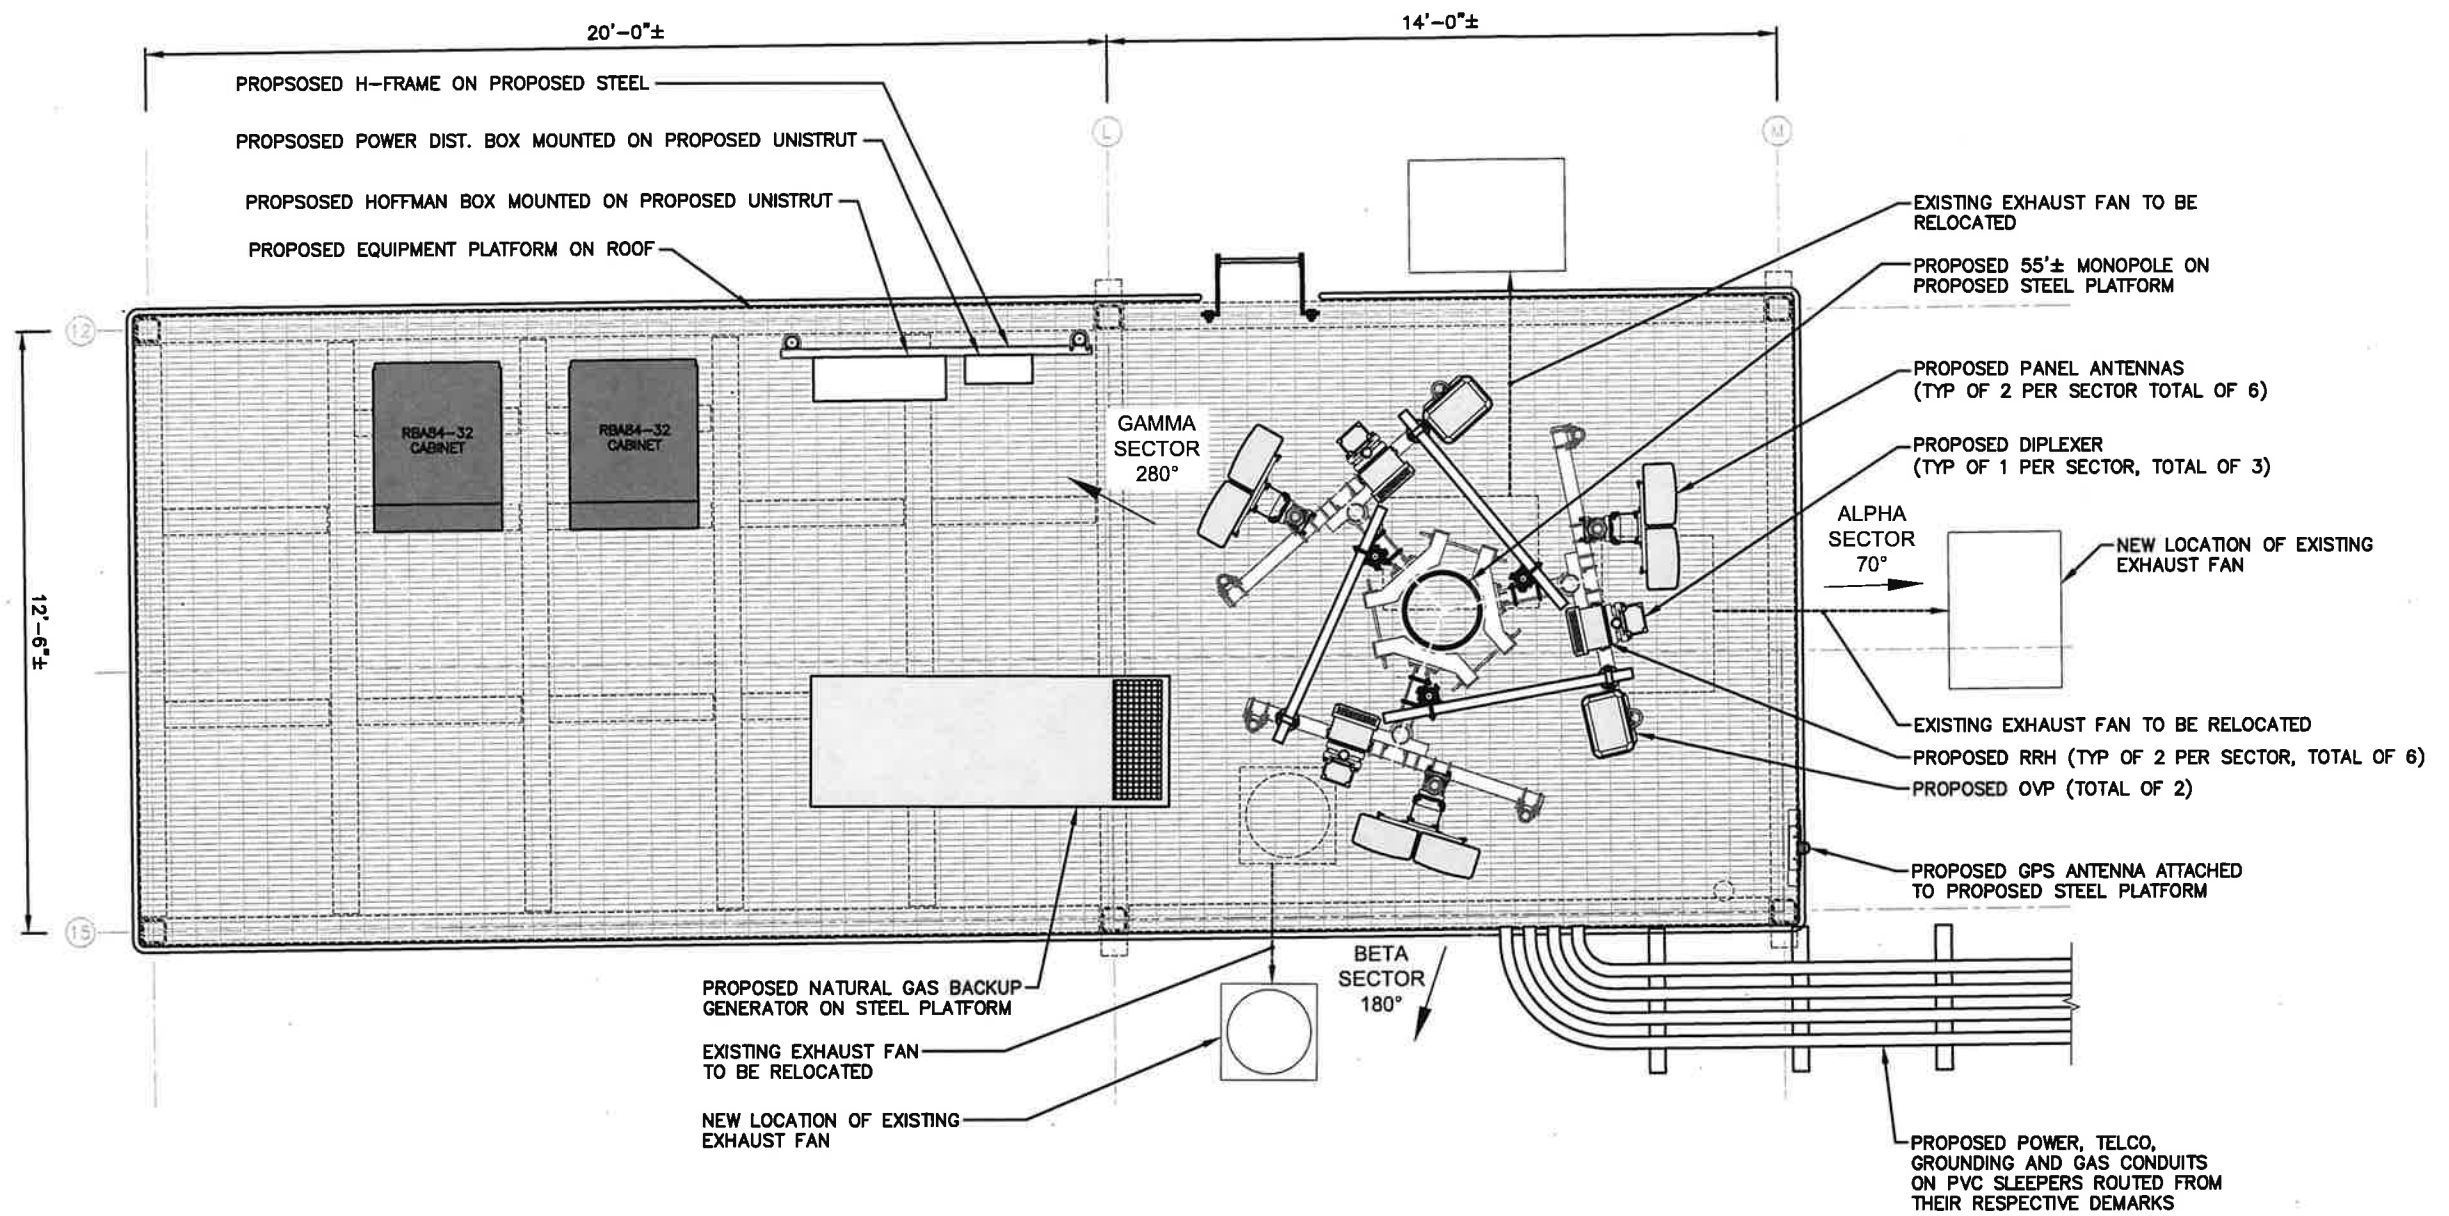 20'-0"±
14'-0"±
PROPSOSED H-FRAME ON PROPOSED STEEL
PROPSOSED POWER DIST. BOX MOUNTED ON PROPOSED UNISTRUT
PROPSOSED HOFFMAN BOX MOUNTED ON PROPOSED UNISTRUT
PROPOSED EQUIPMENT PLATFORM ON ROOF
L
M
12
15
12'-6"±
RBA84-32
CABINET
RBA84-32
CABINET
GAMMA
SECTOR
280°
ALPHA
SECTOR
70°
BETA
SECTOR
180°
EXISTING EXHAUST FAN TO BE
RELOCATED
PROPOSED 55'± MONOPOLE ON
PROPOSED STEEL PLATFORM
PROPOSED PANEL ANTENNAS
(TYP OF 2 PER SECTOR TOTAL OF 6)
PROPOSED DIPLEXER
(TYP OF 1 PER SECTOR, TOTAL OF 3)
NEW LOCATION OF EXISTING
EXHAUST FAN
EXISTING EXHAUST FAN TO BE RELOCATED
PROPOSED RRH (TYP OF 2 PER SECTOR, TOTAL OF 6)
PROPOSED OVP (TOTAL OF 2)
PROPOSED GPS ANTENNA ATTACHED
TO PROPOSED STEEL PLATFORM
PROPOSED NATURAL GAS BACKUP
GENERATOR ON STEEL PLATFORM
EXISTING EXHAUST FAN
TO BE RELOCATED
NEW LOCATION OF EXISTING
EXHAUST FAN
PROPOSED POWER, TELCO,
GROUNDING AND GAS CONDUITS
ON PVC SLEEPERS ROUTED FROM
THEIR RESPECTIVE DEMARKS